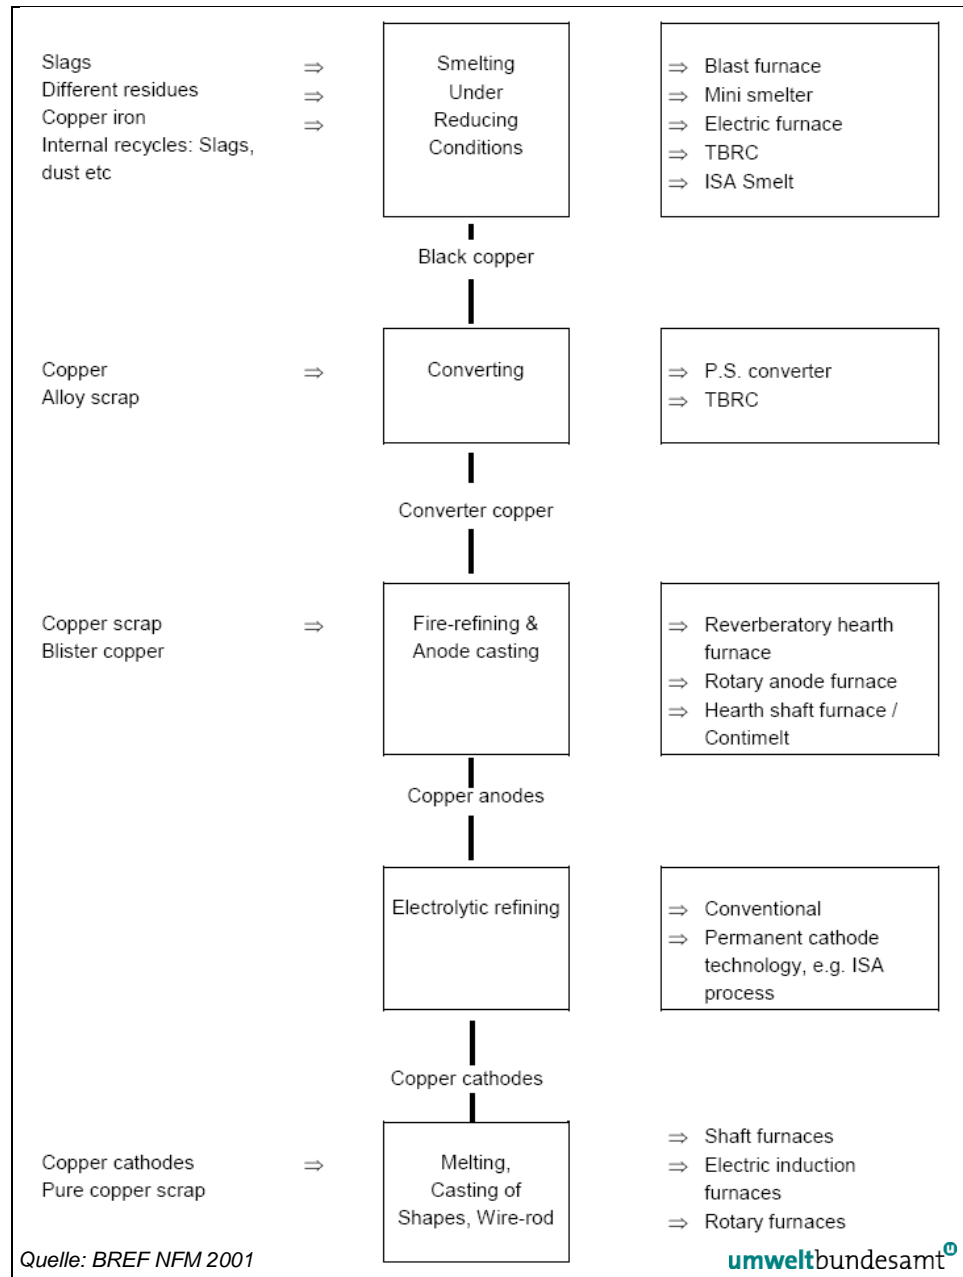 Slags
Different residues
Copper iron
Internal recycles: Slags,
dust etc
⇒
⇒
⇒
Smelting
Under
Reducing
Conditions
⇒ Blast furnace
⇒ Mini smelter
⇒ Electric furnace
⇒ TBRC
⇒ ISA Smelt
Black copper
Copper
Alloy scrap
⇒
Converting
⇒ P.S. converter
⇒ TBRC
Converter copper
Copper scrap
Blister copper
⇒
Fire-refining &
Anode casting
⇒ Reverberatory hearth
furnace
⇒ Rotary anode furnace
⇒ Hearth shaft furnace /
Contimelt
Copper anodes
Electrolytic refining
⇒ Conventional
⇒ Permanent cathode
technology, e.g. ISA
process
Copper cathodes
Copper cathodes
Pure copper scrap
⇒
Melting,
Casting of
Shapes, Wire-rod
⇒ Shaft furnaces
⇒ Electric induction
furnaces
⇒ Rotary furnaces
Quelle: BREF NFM 2001
umweltbundesamt u